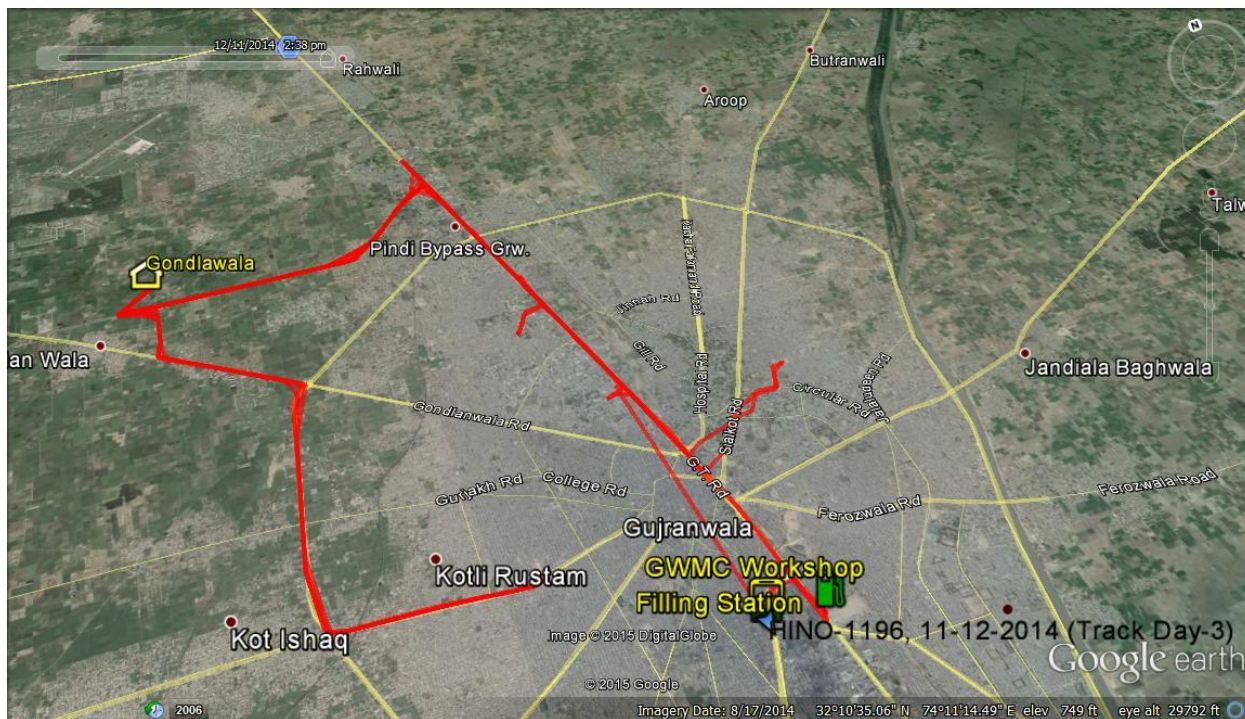 12/11/2014 2:38 pm
N
Rahwali
Butranwali
Aroop
Talw
Pindi Bypass Grw.
Gondlawala
Jinnah Rd
Gill Rd
Hospital Rd
Sialkot Rd
Circular Rd
an Wala
Jandiala Baghwala
Gondlanwala Rd
G.T. Rd
Gurjakh Rd
College Rd
Ferozwala Rd
Ferozwala Road
Gujranwala
Kotli Rustam
GWMC Workshop
Filling Station
Kot Ishaq
HINO-1196, 11-12-2014 (Track Day-3)
Image © 2015 DigitalGlobe
Google earth
© 2015 Google
2006
Imagery Date: 8/17/2014 32°10'35.06" N 74°11'14.49" E elev 749 ft eye alt 29792 ft